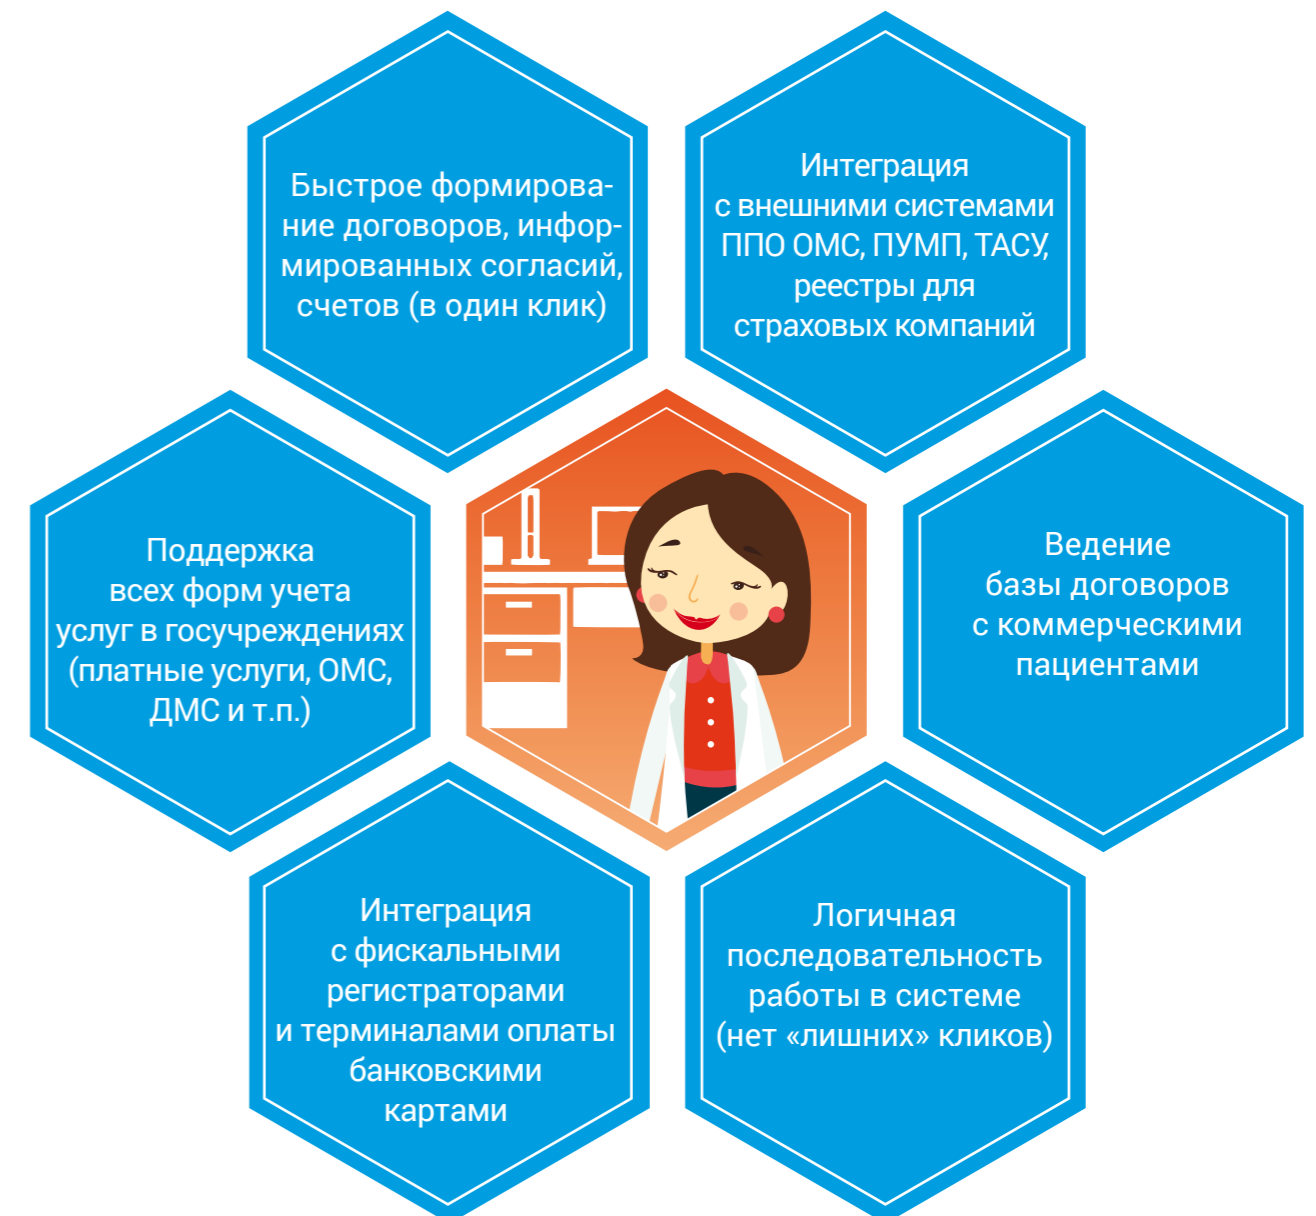 Быстрое формирова-
ние договоров, инфор-
мированных согласий,
счетов (в один клик)
Интеграция
с внешними системами
ППО ОМС, ПУМП, ТАСУ,
реестры для
страховых компаний
Поддержка
всех форм учета
услуг в госучреждениях
(платные услуги, ОМС,
ДМС и т.п.)
Ведение
базы договоров
с коммерческими
пациентами
Интеграция
с фискальными
регистраторами
и терминалами оплаты
банковскими
картами
Логичная
последовательность
работы в системе
(нет «лишних» кликов)